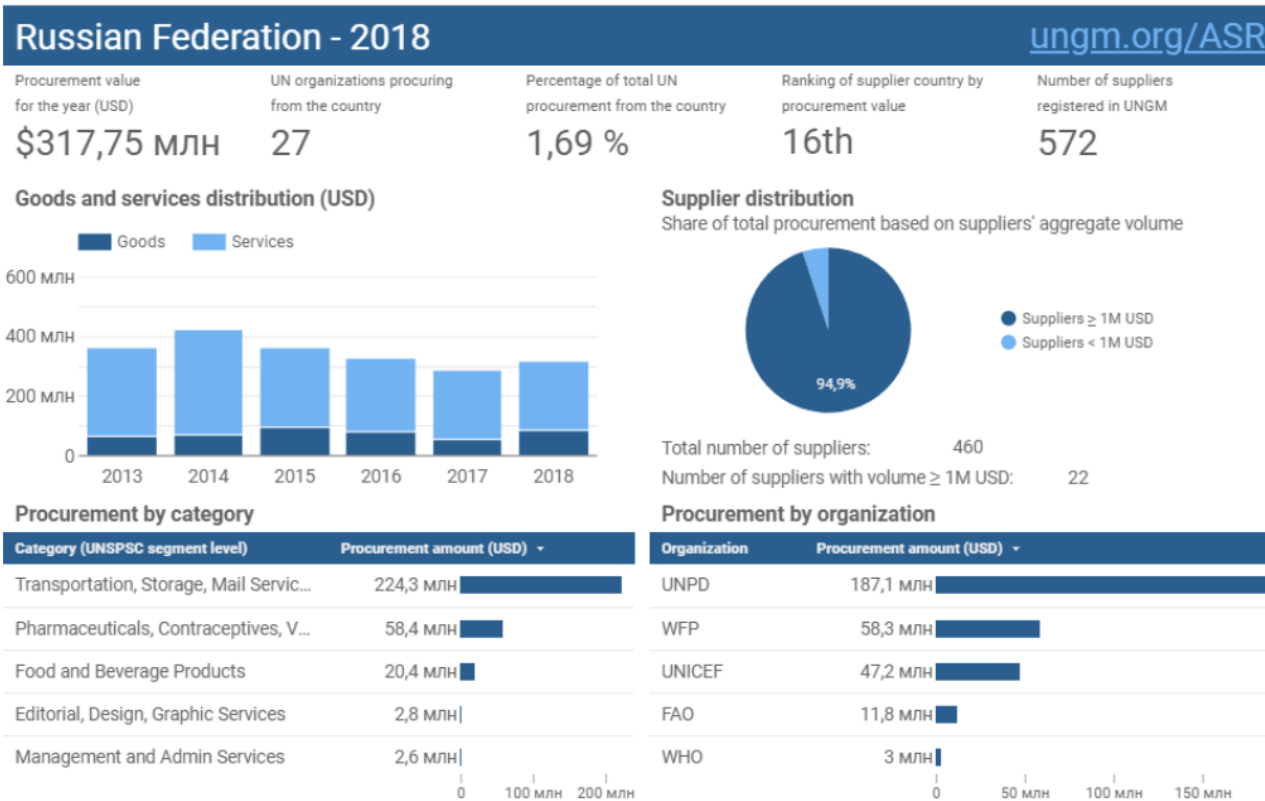 Russian Federation - 2018
ungm.org/ASR
Procurement value
for the year (USD)
$317,75 млн
UN organizations procuring
from the country
27
Percentage of total UN
procurement from the country
1,69 %
Ranking of supplier country by
procurement value
16th
Number of suppliers
registered in UNGM
572
Goods and services distribution (USD)
Goods
Services
600 млн
400 млн
200 млн
0
2013 2014 2015 2016 2017 2018
Supplier distribution
Share of total procurement based on suppliers' aggregate volume
94,9%
Suppliers ≥ 1M USD
Suppliers < 1M USD
Total number of suppliers: 460
Number of suppliers with volume ≥ 1M USD: 22
Procurement by category
Category (UNSPSC segment level) Procurement amount (USD)
Transportation, Storage, Mail Servic... 224,3 млн
Pharmaceuticals, Contraceptives, V... 58,4 млн
Food and Beverage Products 20,4 млн
Editorial, Design, Graphic Services 2,8 млн
Management and Admin Services 2,6 млн
0 100 млн 200 млн
Procurement by organization
Organization Procurement amount (USD)
UNPD 187,1 млн
WFP 58,3 млн
UNICEF 47,2 млн
FAO 11,8 млн
WHO 3 млн
0 50 млн 100 млн 150 млн